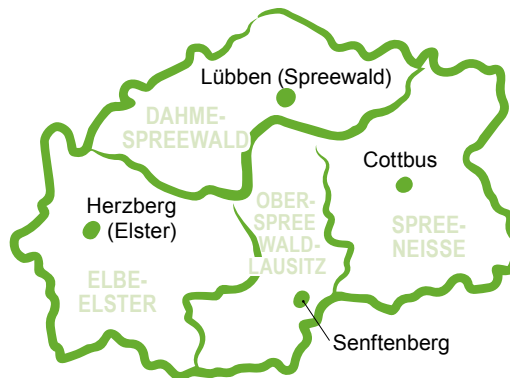 Lübben (Spreewald)
DAHME-
SPREEWALD
Cottbus
Herzberg
(Elster)
OBER-
SPREE
WALD-
LAUSITZ
SPREE-
NEISSE
ELBE-
ELSTER
Senftenberg